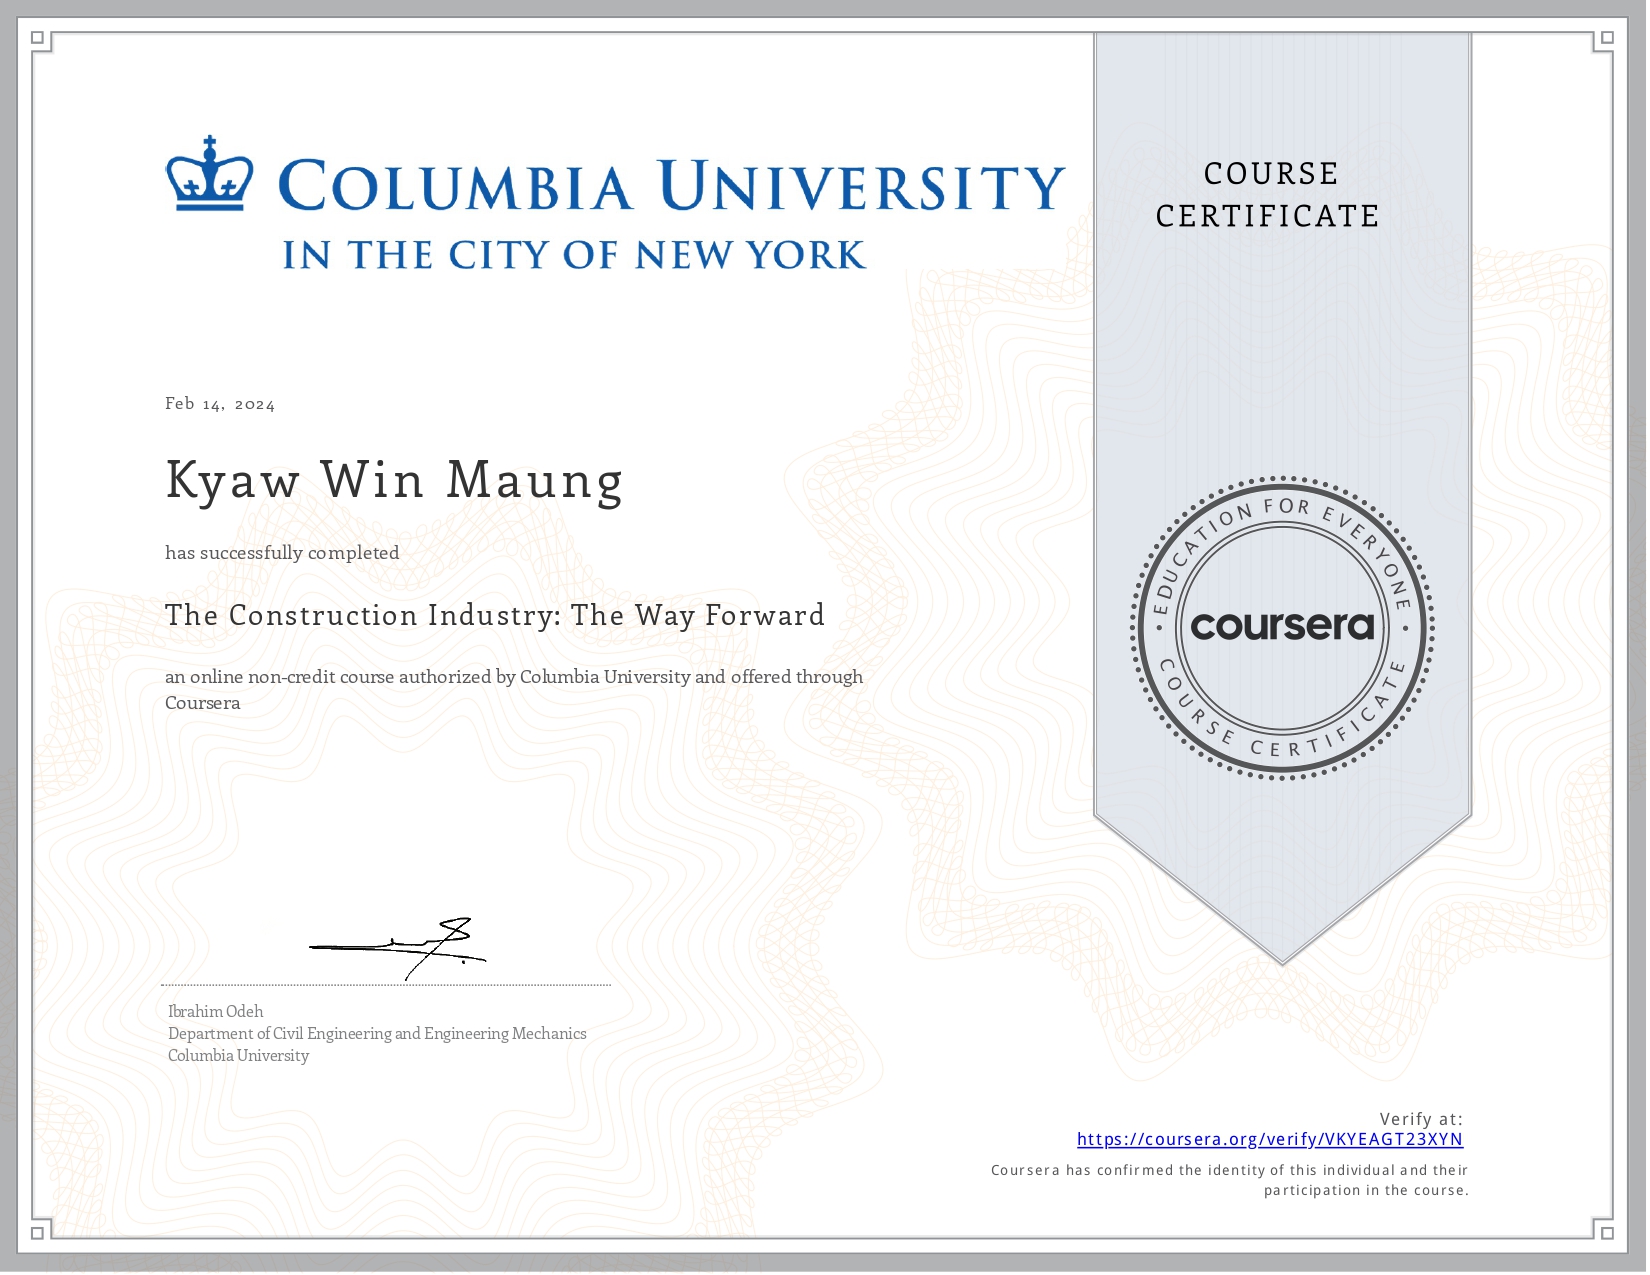 COLUMBIA UNIVERSITY
IN THE CITY OF NEW YORK
COURSE
CERTIFICATE
Feb 14, 2024
Kyaw Win Maung
has successfully completed
The Construction Industry: The Way Forward
an online non-credit course authorized by Columbia University and offered through
Coursera
EDUCATION FOR EVERYONE
coursera
COURSE CERTIFICATE
Ibrahim Odeh
Department of Civil Engineering and Engineering Mechanics
Columbia University
Verify at:
https://coursera.org/verify/VKYEAGT23XYN
Coursera has confirmed the identity of this individual and their
participation in the course.